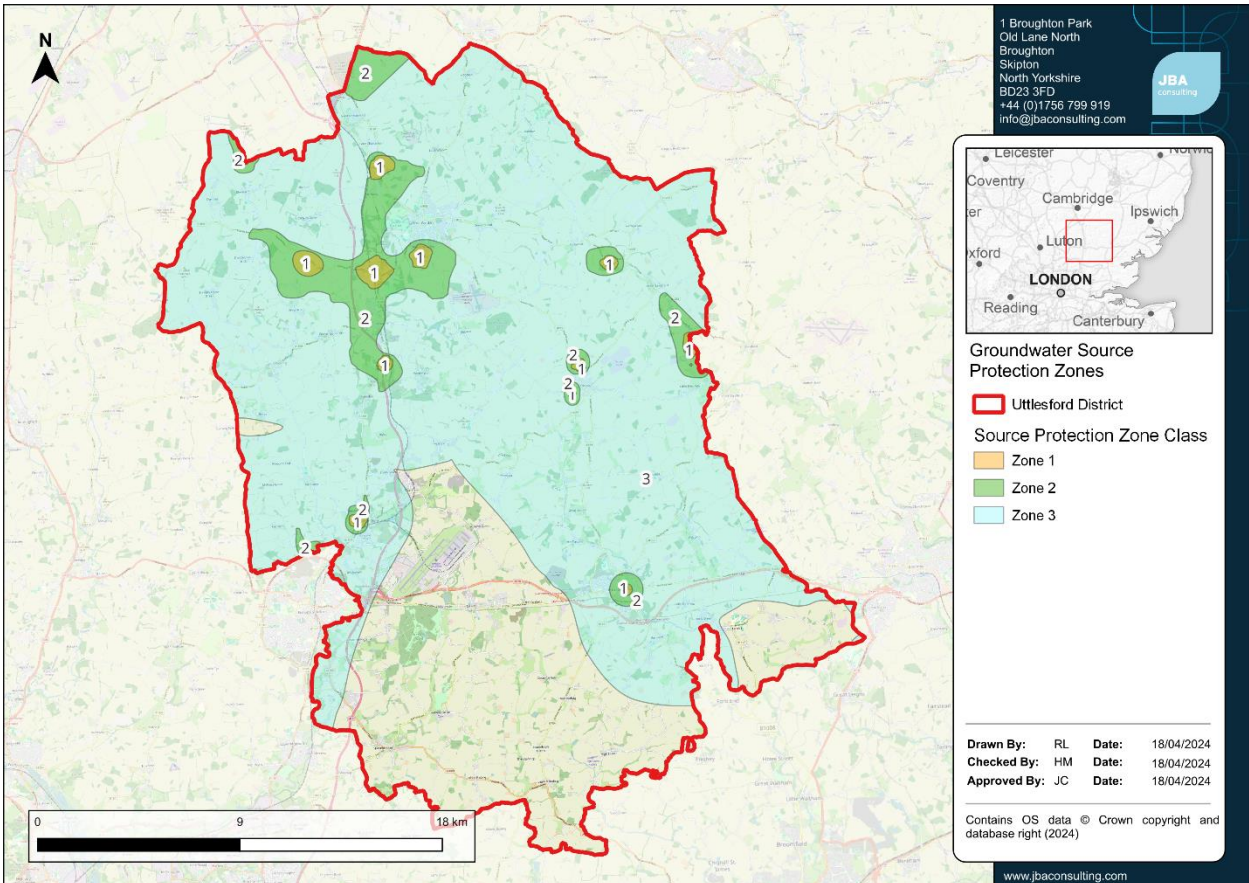 N
2
2
1
1
1
1
2
1
1
2
1
2
1
2
1
3
2
1
2
1
2
0
9
18 km
1 Broughton Park
Old Lane North
Broughton
Skipton
North Yorkshire
BD23 3FD
+44 (0)1756 799 919
info@jbaconsulting.com
JBA
consulting
Leicester
Coventry
Cambridge
Ipswich
Luton
LONDON
Reading
Canterbury
Groundwater Source
Protection Zones
Uttlesford District
Source Protection Zone Class
Zone 1
Zone 2
Zone 3
Drawn By: RL Date: 18/04/2024
Checked By: HM Date: 18/04/2024
Approved By: JC Date: 18/04/2024
Contains OS data © Crown copyright and
database right (2024)
www.jbaconsulting.com